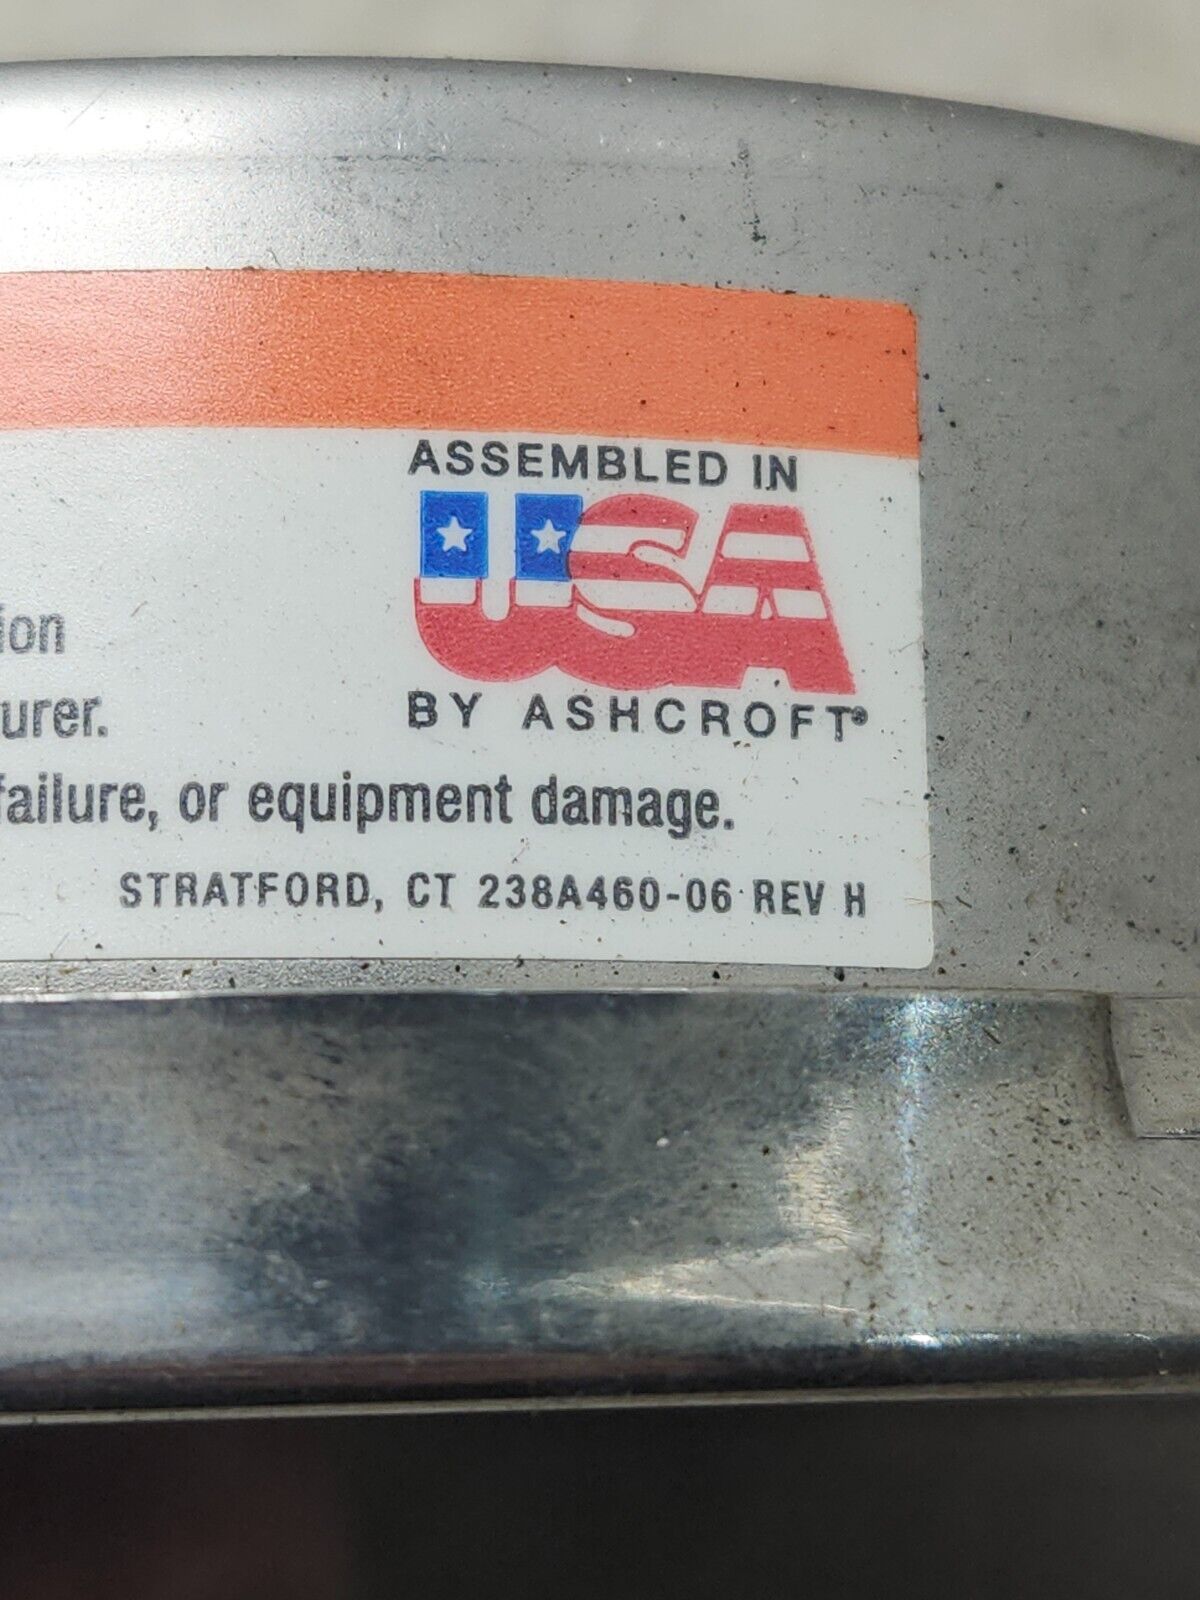 ASSEMBLED IN
USA
BY ASHCROFT®
ion
urer.
failure, or equipment damage.
STRATFORD, CT 238A460-06 REV H